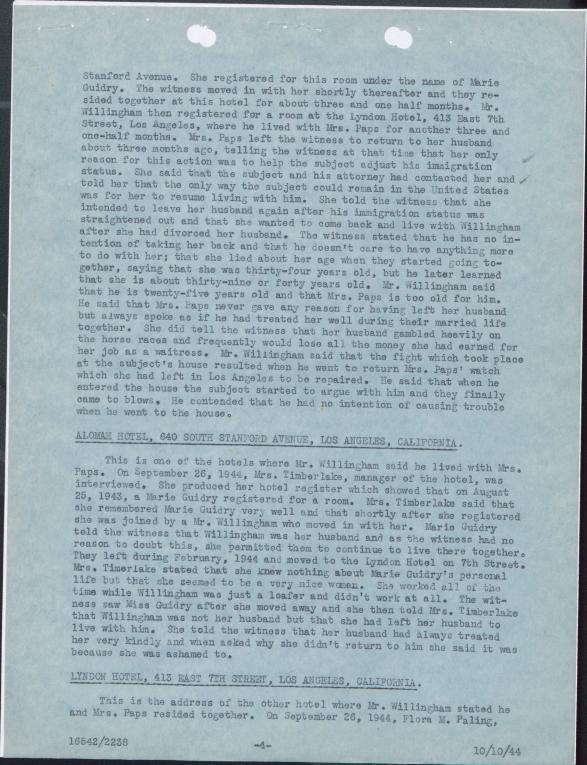 Stanford Avenue. She registered for this room under the name of Marie
Guidry. The witness moved in with her shortly thereafter and they re-
sided together at this hotel for about three and one half months. Mr.
Willingham then registered for a room at the Lyndon Hotel, 413 East 7th
Street, Los Angeles, where he lived with Mrs. Paps for another three and
one-half months. Mrs. Paps left the witness to return to her husband
about three months ago, telling the witness at that time that her only
reason for this action was to help the subject adjust his imigration
status. She said that the subject and his attorney had contacted her and
told her that the only way the subject could remain in the United States
was for her to resume living with him. She told the witness that she
intended to leave her husband again after his immigration status was
straightened out and that she wanted to come back and live with Willingham
after she had divorced her husband. The witness stated that he has no in-
tention of taking her back and that he doesn't care to have anything more
to do with her; that she lied about her age when they started going to-
gether, saying that she was thirty-four years old, but he later learned
that she is about thirty-nine or forty years old. Mr. Willingham said
that he is twenty-five years old and that Mrs. Paps is too old for him.
He said that Mrs. Paps never gave any reason for having left her husband
but always spoke as if he had treated her well during their married life
together. She did tell the witness that her husband gambled heavily on
the horse races and frequently would lose all the money she had earned for
her job as a waitress. Mr. Willingham said that the fight which took place
at the subject's house resulted when he went to return Mrs. Paps' watch
which she had left in Los Angeles to be repaired. He said that when he
entered the house the subject started to argue with him and they finally
came to blows. He contended that he had no intention of causing trouble
when he went to the house.
ALOMAH HOTEL, 640 SOUTH STANFORD AVENUE, LOS ANGELES, CALIFORNIA.
This is one of the hotels where Mr. Willingham said he lived with Mrs.
Paps. On September 26, 1944, Mrs. Timberlake, manager of the hotel, was
interviewed. She produced her hotel register which showed that on August
25, 1943, a Marie Guidry registered for a room. Mrs. Timberlake said that
she remembered Marie Guidry very well and that shortly after she registered
she was joined by a Mr. Willingham who moved in with her. Marie Guidry
told the witness that Willingham was her husband and as the witness had no
reason to doubt this, she permitted them to continue to live there together.
They left during February, 1944 and moved to the Lyndon Hotel on 7th Street.
Mrs. Timerlake stated that she knew nothing about Marie Guidry's personal
life but that she seemed to be a very nice woman. She worked all of the
time while Willingham was just a loafer and didn't work at all. The wit-
ness saw Miss Guidry after she moved away and she then told Mrs. Timberlake
that Willingham was not her husband but that she had left her husband to
live with him. She told the witness that her husband had always treated
her very kindly and when asked why she didn't return to him she said it was
because she was ashamed to.
LYNDON HOTEL, 413 EAST 7TH STREET, LOS ANGELES, CALIFORNIA.
This is the address of the other hotel where Mr. Willingham stated he
and Mrs. Paps resided together. On September 26, 1944, Flora M. Paling,
16542/2238
-4-
10/10/44